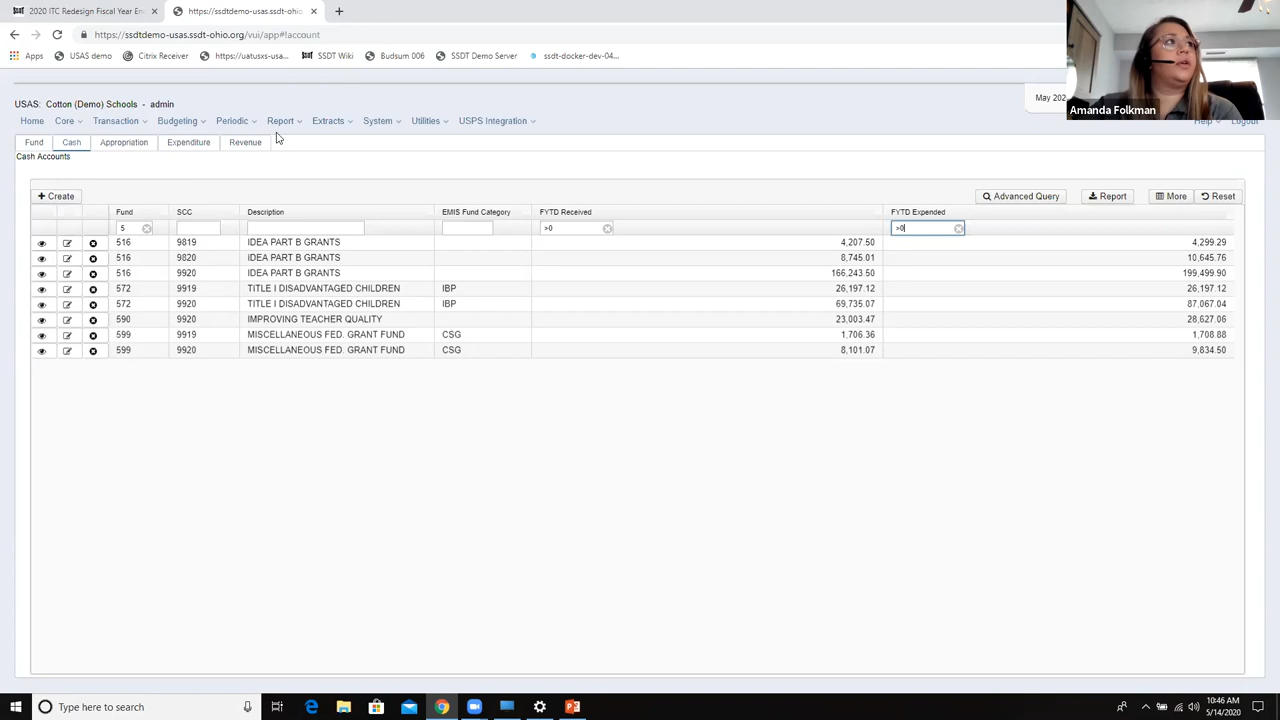 2020 ITC Redesign Fiscal Year En
https://ssdtdemo-usas.ssdt-ohio.o
https://ssdtdemo-usas.ssdt-ohio.org/vui/app#!account
Apps USAS demo Citrix Receiver https://uatusxs-usa... SSDT Wiki Budsum 006 SSDT Demo Server ssdt-docker-dev-04...
USAS: Cotton (Demo) Schools - admin
May 202
Amanda Folkman
Home Core Transaction Budgeting Periodic Report Extracts System Utilities USPS Integration Help Logout
Fund Cash Appropriation Expenditure Revenue
Cash Accounts
+ Create Advanced Query Report More Reset
Fund SCC Description EMIS Fund Category FYTD Received FYTD Expended
5 >0 >0
516 9819 IDEA PART B GRANTS 4,207.50 4,299.29
516 9820 IDEA PART B GRANTS 8,745.01 10,645.76
516 9920 IDEA PART B GRANTS 166,243.50 199,499.90
572 9919 TITLE I DISADVANTAGED CHILDREN IBP 26,197.12 26,197.12
572 9920 TITLE I DISADVANTAGED CHILDREN IBP 69,735.07 87,067.04
590 9920 IMPROVING TEACHER QUALITY 23,003.47 28,627.06
599 9919 MISCELLANEOUS FED. GRANT FUND CSG 1,706.36 1,708.88
599 9920 MISCELLANEOUS FED. GRANT FUND CSG 8,101.07 9,834.50
Type here to search
10:46 AM
5/14/2020